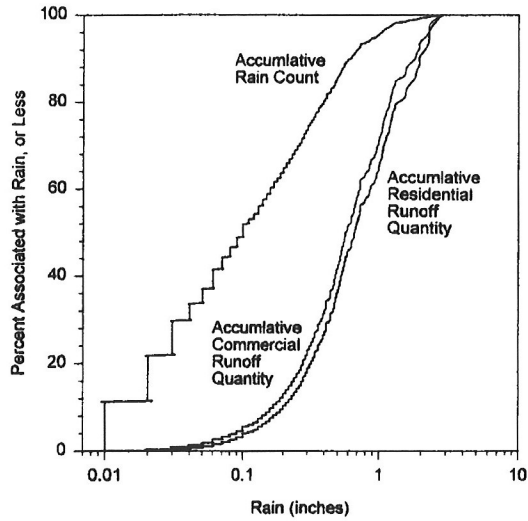 Percent Associated with Rain, or Less
100
80
60
40
20
0
Accumlative
Rain Count
Accumlative
Residential
Runoff
Quantity
Accumlative
Commercial
Runoff
Quantity
0.01
0.1
1
10
Rain (inches)